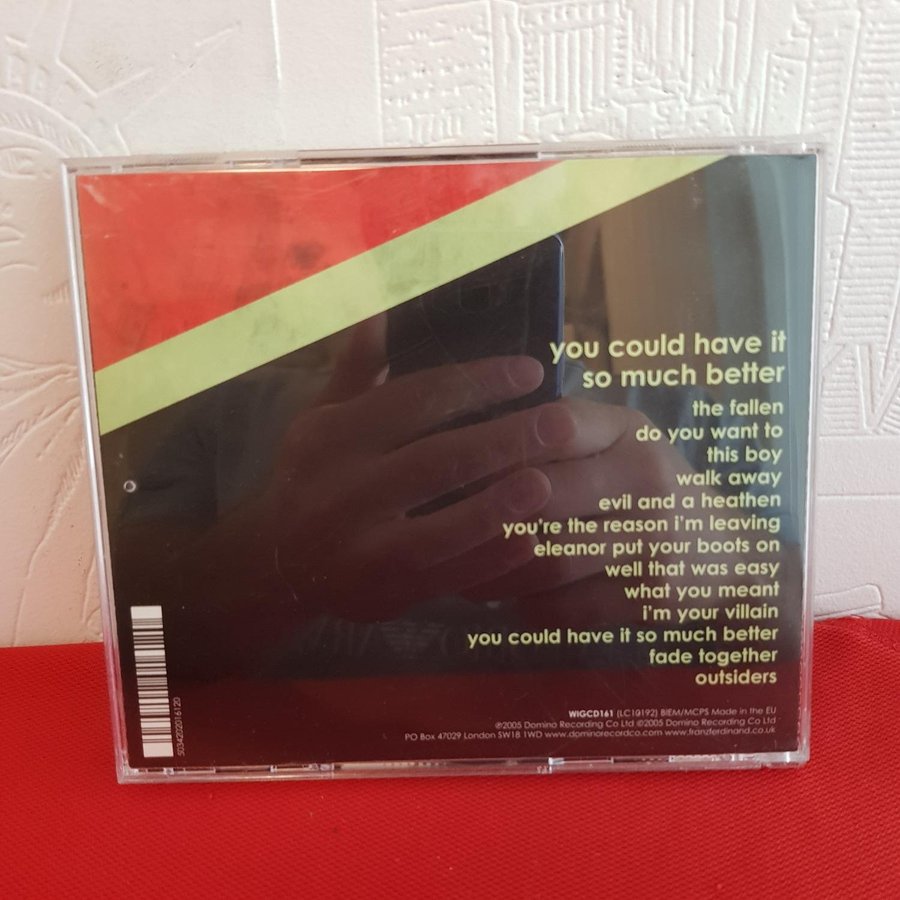 you could have it
so much better
the fallen
do you want to
this boy
walk away
evil and a heathen
you're the reason i'm leaving
eleanor put your boots on
well that was easy
what you meant
i'm your villain
you could have it so much better
fade together
outsiders
WIGCD161 (LC10192) BIEM/MCPS Made in the EU
℗2005 Domino Recording Co Ltd ©2005 Domino Recording Co Ltd
PO Box 47029 London SW18 1WD www.dominorecordco.com www.franzferdinand.co.uk
5034202016120